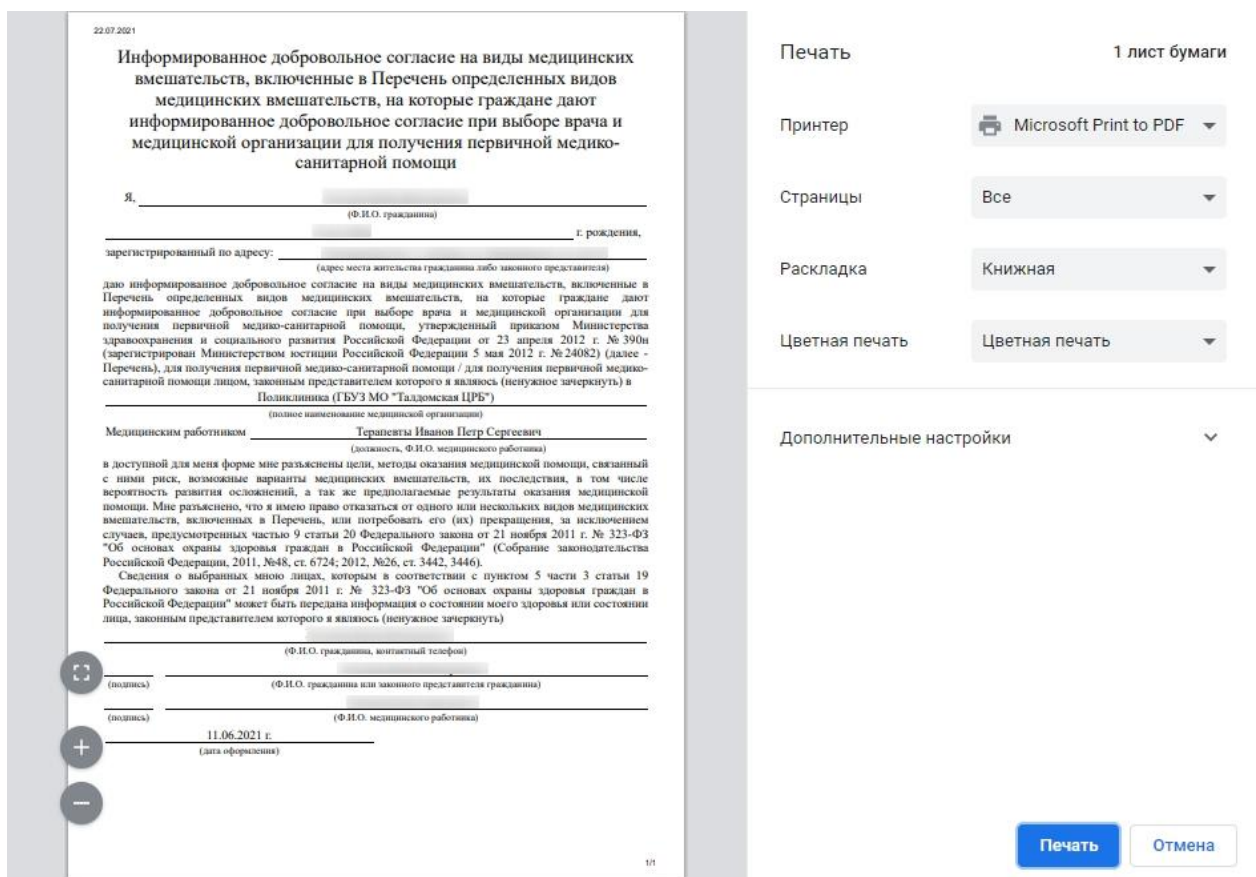 22.07.2021
Информированное добровольное согласие на виды медицинских
вмешательств, включенные в Перечень определенных видов
медицинских вмешательств, на которые граждане дают
информированное добровольное согласие при выборе врача и
медицинской организации для получения первичной медико-
санитарной помощи
Я,
(Ф.И.О. гражданина)
г. рождения,
зарегистрированный по адресу:
(адрес места жительства гражданина либо законного представителя)
даю информированное добровольное согласие на виды медицинских вмешательств, включенные в
Перечень определенных видов медицинских вмешательств, на которые граждане дают
информированное добровольное согласие при выборе врача и медицинской организации для
получения первичной медико-санитарной помощи, утвержденный приказом Министерства
здравоохранения и социального развития Российской Федерации от 23 апреля 2012 г. № 390н
(зарегистрирован Министерством юстиции Российской Федерации 5 мая 2012 г. № 24082) (далее -
Перечень), для получения первичной медико-санитарной помощи / для получения первичной медико-
санитарной помощи лицом, законным представителем которого я являюсь (ненужное зачеркнуть) в
Поликлиника (ГБУЗ МО "Талдомская ЦРБ")
(полное наименование медицинской организации)
Медицинским работником Терапевты Иванов Петр Сергеевич
(должность, Ф.И.О. медицинского работника)
в доступной для меня форме мне разъяснены цели, методы оказания медицинской помощи, связанный
с ними риск, возможные варианты медицинских вмешательств, их последствия, в том числе
вероятность развития осложнений, а так же предполагаемые результаты оказания медицинской
помощи. Мне разъяснено, что я имею право отказаться от одного или нескольких видов медицинских
вмешательств, включенных в Перечень, или потребовать его (их) прекращения, за исключением
случаев, предусмотренных частью 9 статьи 20 Федерального закона от 21 ноября 2011 г. № 323-ФЗ
"Об основах охраны здоровья граждан в Российской Федерации" (Собрание законодательства
Российской Федерации, 2011, №48, ст. 6724; 2012, №26, ст. 3442, 3446).
Сведения о выбранных мною лицах, которым в соответствии с пунктом 5 части 3 статьи 19
Федерального закона от 21 ноября 2011 г. № 323-ФЗ "Об основах охраны здоровья граждан в
Российской Федерации" может быть передана информация о состоянии моего здоровья или состоянии
лица, законным представителем которого я являюсь (ненужное зачеркнуть)
(Ф.И.О. гражданина, контактный телефон)
(подпись) (Ф.И.О. гражданина или законного представителя гражданина)
(подпись) (Ф.И.О. медицинского работника)
11.06.2021 г.
(дата оформления)
1/1
Печать 1 лист бумаги
Принтер Microsoft Print to PDF
Страницы Все
Раскладка Книжная
Цветная печать Цветная печать
Дополнительные настройки
Печать Отмена